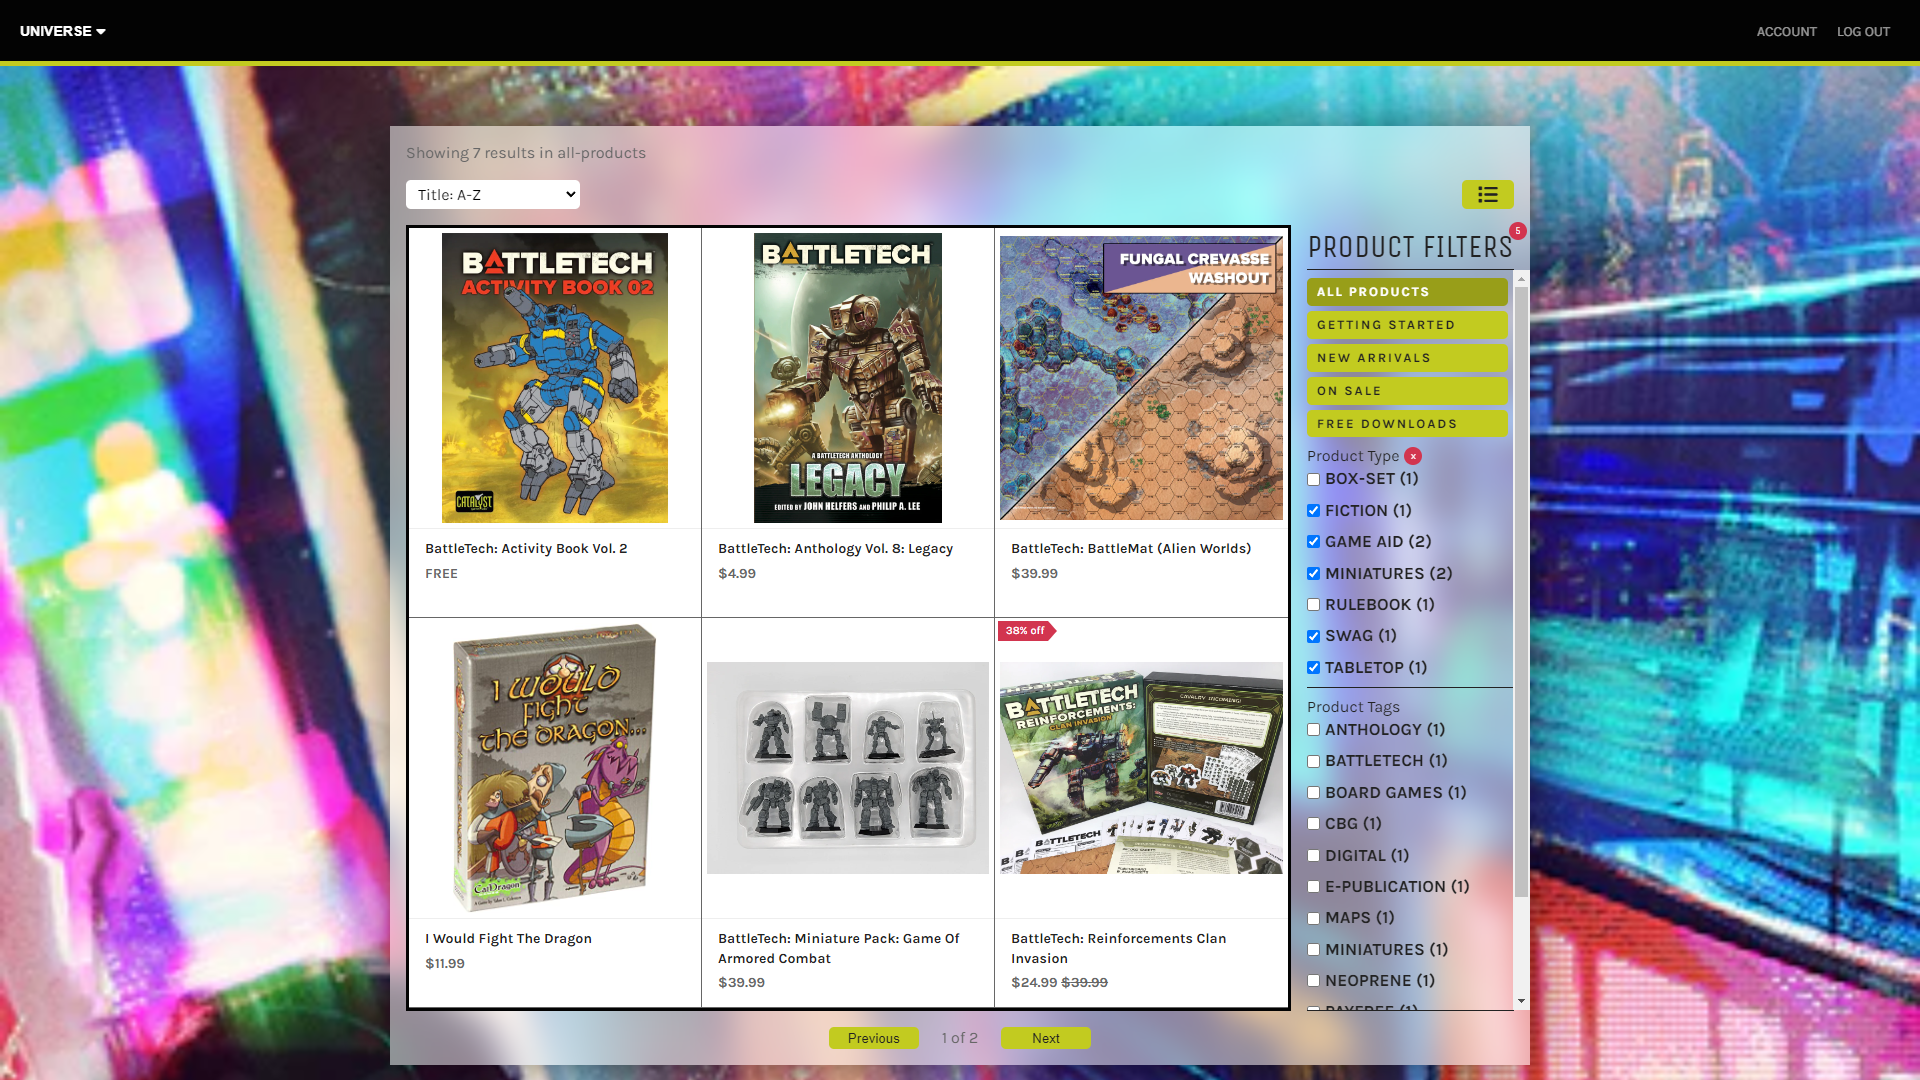 UNIVERSE
ACCOUNT
LOG OUT
Showing 7 results in all-products
Title: A-Z
BATTLETECH
ACTIVITY BOOK 02
CATALYST
BattleTech: Activity Book Vol. 2
FREE
BATTLETECH
A BATTLETECH ANTHOLOGY
LEGACY
EDITED BY JOHN HELFERS AND PHILIP A. LEE
BattleTech: Anthology Vol. 8: Legacy
$4.99
FUNGAL CREVASSE
WASHOUT
BattleTech: BattleMat (Alien Worlds)
$39.99
I WOULD
FIGHT
THE DRAGON...
CatDragon
I Would Fight The Dragon
$11.99
BattleTech: Miniature Pack: Game Of
Armored Combat
$39.99
38% off
BATTLETECH
REINFORCEMENTS:
CLAN INVASION
CAVALRY INCOMING!
BATTLETECH
BattleTech: Reinforcements Clan
Invasion
$24.99 $39.99
Previous
1 of 2
Next
5
PRODUCT FILTERS
ALL PRODUCTS
GETTING STARTED
NEW ARRIVALS
ON SALE
FREE DOWNLOADS
Product Type x
BOX-SET (1)
FICTION (1)
GAME AID (2)
MINIATURES (2)
RULEBOOK (1)
SWAG (1)
TABLETOP (1)
Product Tags
ANTHOLOGY (1)
BATTLETECH (1)
BOARD GAMES (1)
CBG (1)
DIGITAL (1)
E-PUBLICATION (1)
MAPS (1)
MINIATURES (1)
NEOPRENE (1)